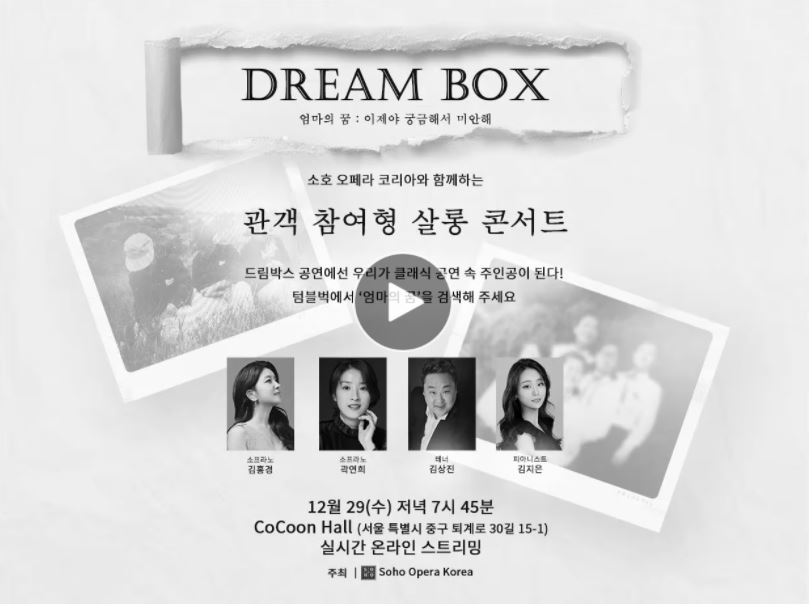 DREAM BOX
엄마의 꿈 : 이제야 궁금해서 미안해
소호 오페라 코리아와 함께하는
관객 참여형 살롱 콘서트
드림박스 공연에선 우리가 클래식 공연 속 주인공이 된다!
텀블벅에서 '엄마의 꿈'을 검색해 주세요
소프라노 소프라노 테너 피아니스트
김홍경 곽연희 김상진 김지은
12월 29(수) 저녁 7시 45분
CoCoon Hall (서울 특별시 중구 퇴계로 30길 15-1)
실시간 온라인 스트리밍
주최 | Soho Opera Korea